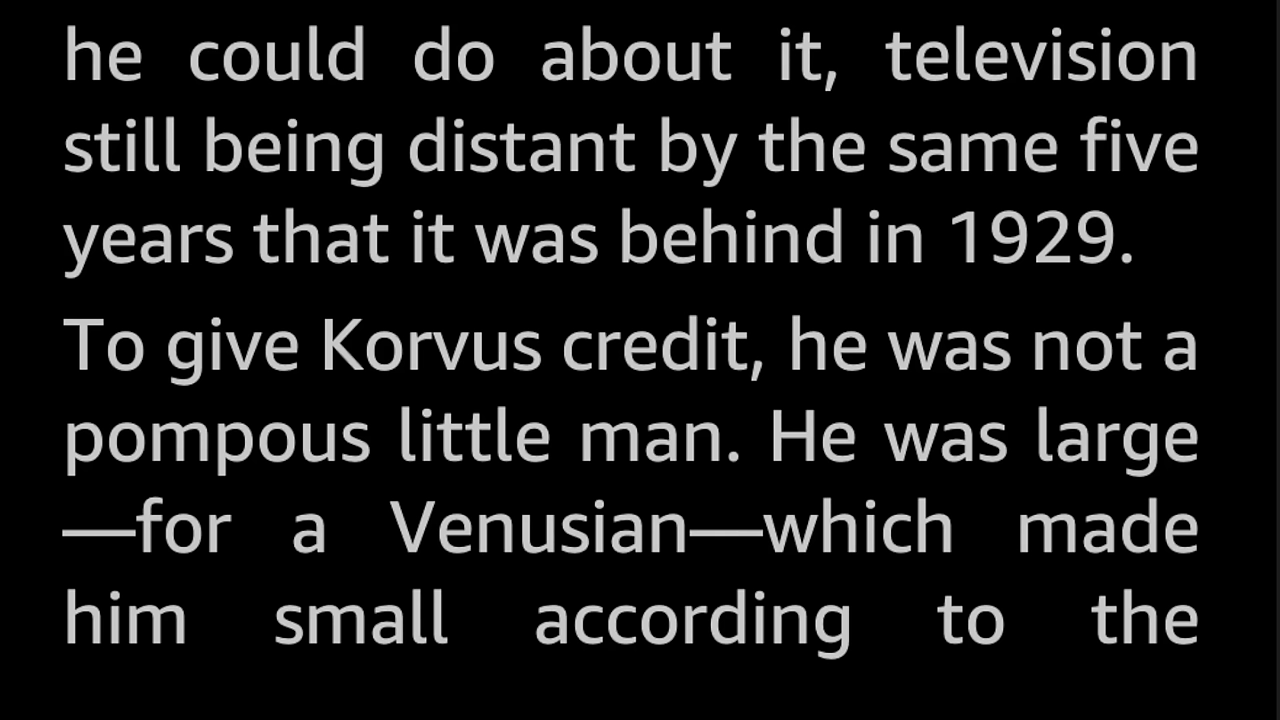 he could do about it, television
still being distant by the same five
years that it was behind in 1929.
To give Korvus credit, he was not a
pompous little man. He was large
—for a Venusian—which made
him small according to the